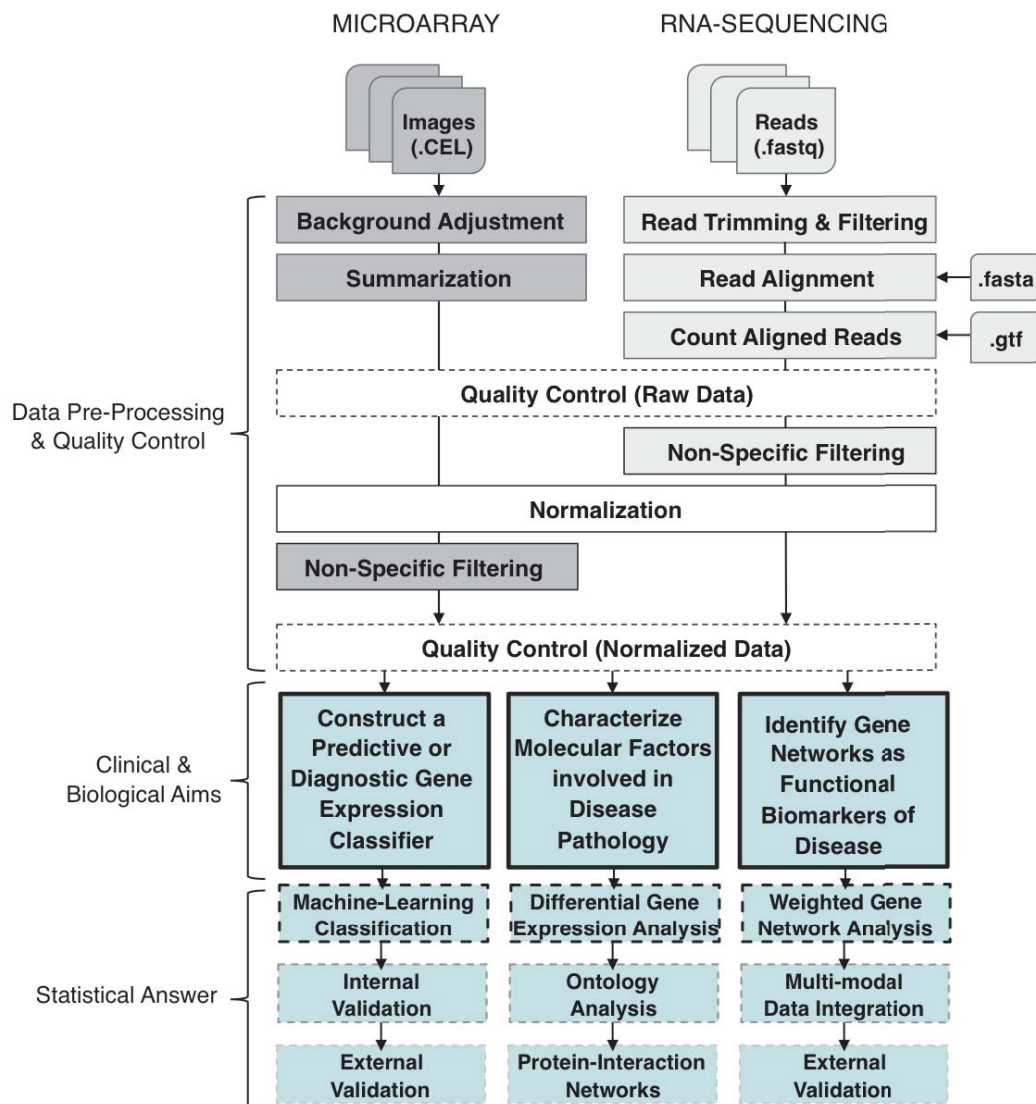 MICROARRAY
RNA-SEQUENCING
Images
(.CEL)
Reads
(.fastq)
Background Adjustment
Read Trimming & Filtering
Summarization
Read Alignment
.fasta
Count Aligned Reads
.gtf
Quality Control (Raw Data)
Data Pre-Processing
& Quality Control
Non-Specific Filtering
Normalization
Non-Specific Filtering
Quality Control (Normalized Data)
Clinical &
Biological Aims
Construct a
Predictive or
Diagnostic Gene
Expression
Classifier
Characterize
Molecular Factors
involved in
Disease
Pathology
Identify Gene
Networks as
Functional
Biomarkers of
Disease
Statistical Answer
Machine-Learning
Classification
Differential Gene
Expression Analysis
Weighted Gene
Network Analysis
Internal
Validation
Ontology
Analysis
Multi-modal
Data Integration
External
Validation
Protein-Interaction
Networks
External
Validation